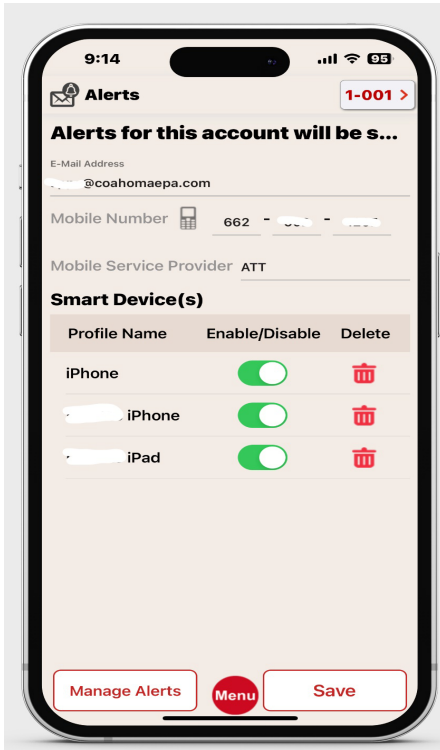 9:14 95
Alerts 1-001 >
Alerts for this account will be s...
E-Mail Address
@coahomaepa.com
Mobile Number 662 - -
Mobile Service Provider ATT
Smart Device(s)
Profile Name Enable/Disable Delete
iPhone
iPhone
iPad
Manage Alerts Menu Save